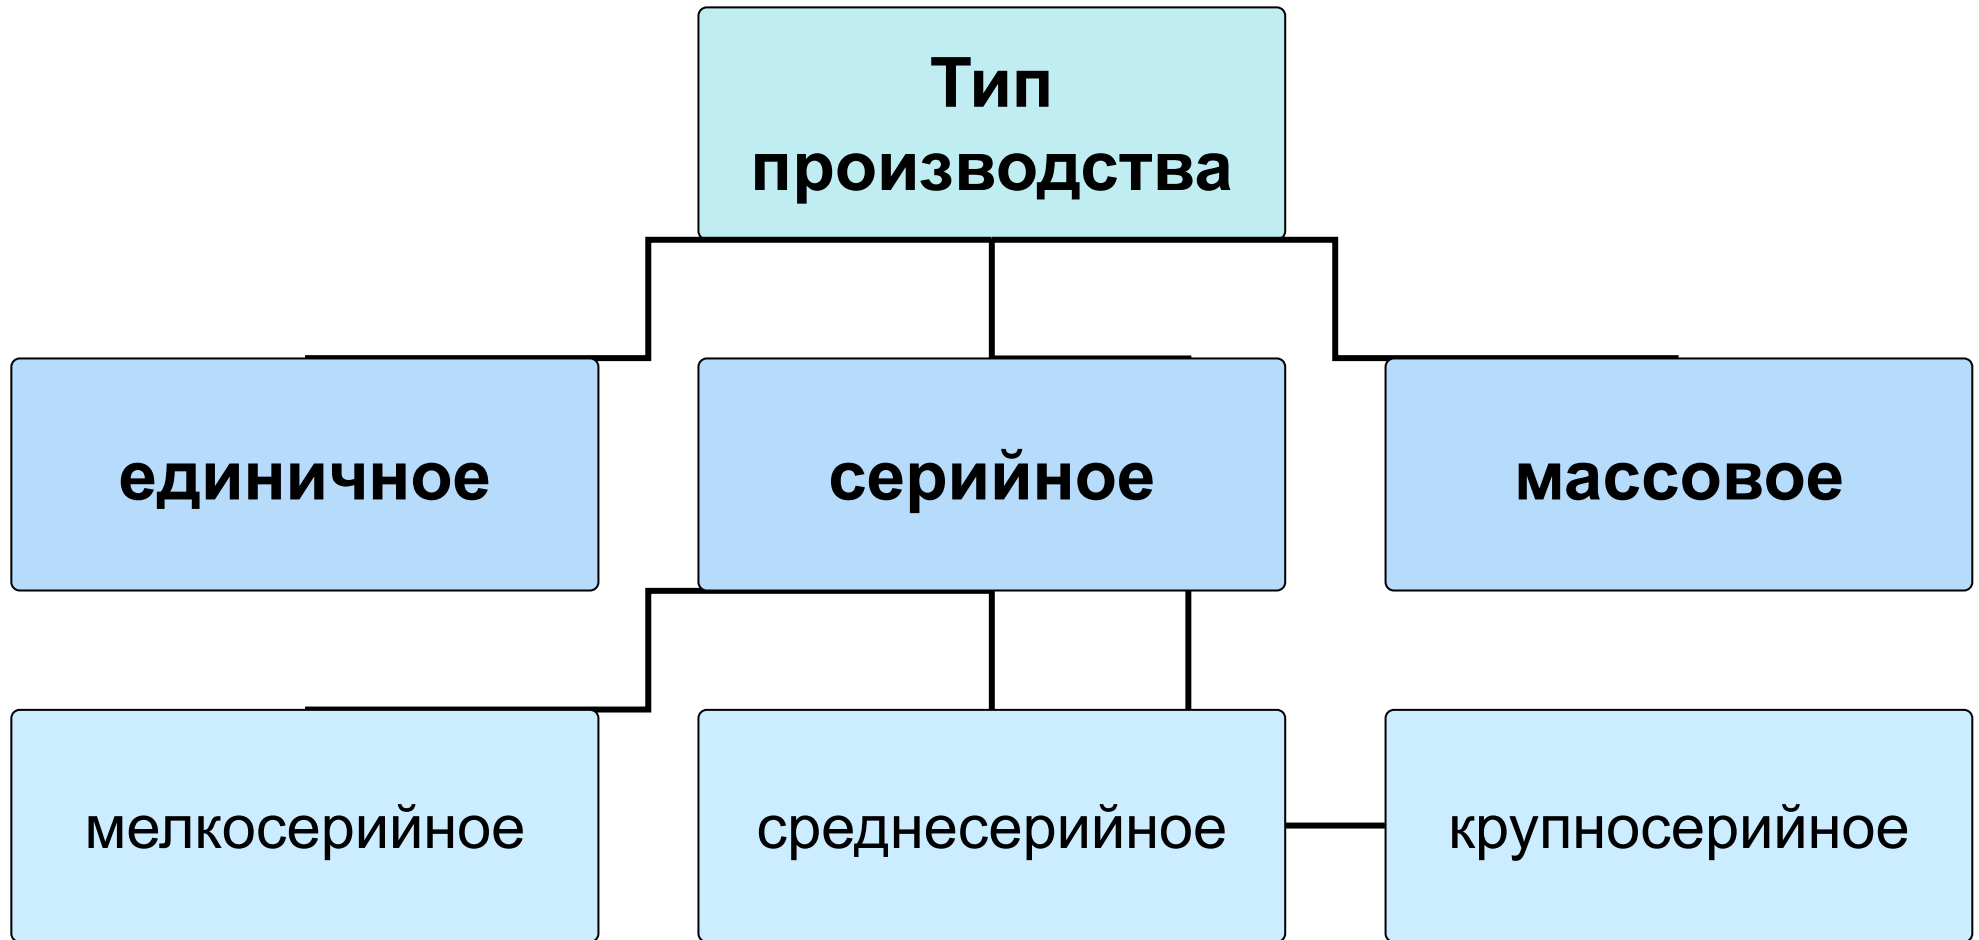 Тип
производства
единичное
серийное
массовое
мелкосерийное
среднесерийное
крупносерийное